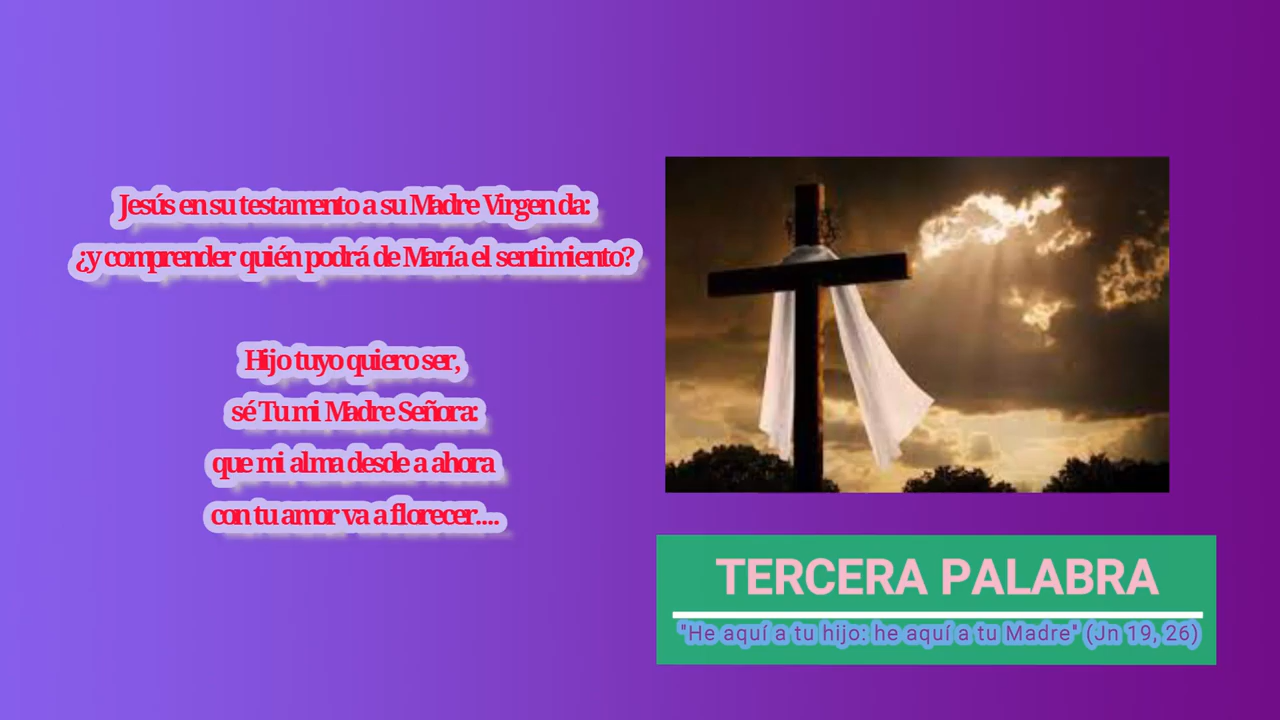 Jesús en su testamento a su Madre Virgen da:
¿y comprender quién podrá de María el sentimiento?
Hijo tuyo quiero ser,
sé Tu mi Madre Señora:
que mi alma desde a ahora
con tu amor va a florecer....
TERCERA PALABRA
"He aquí a tu hijo: he aquí a tu Madre" (Jn 19, 26)